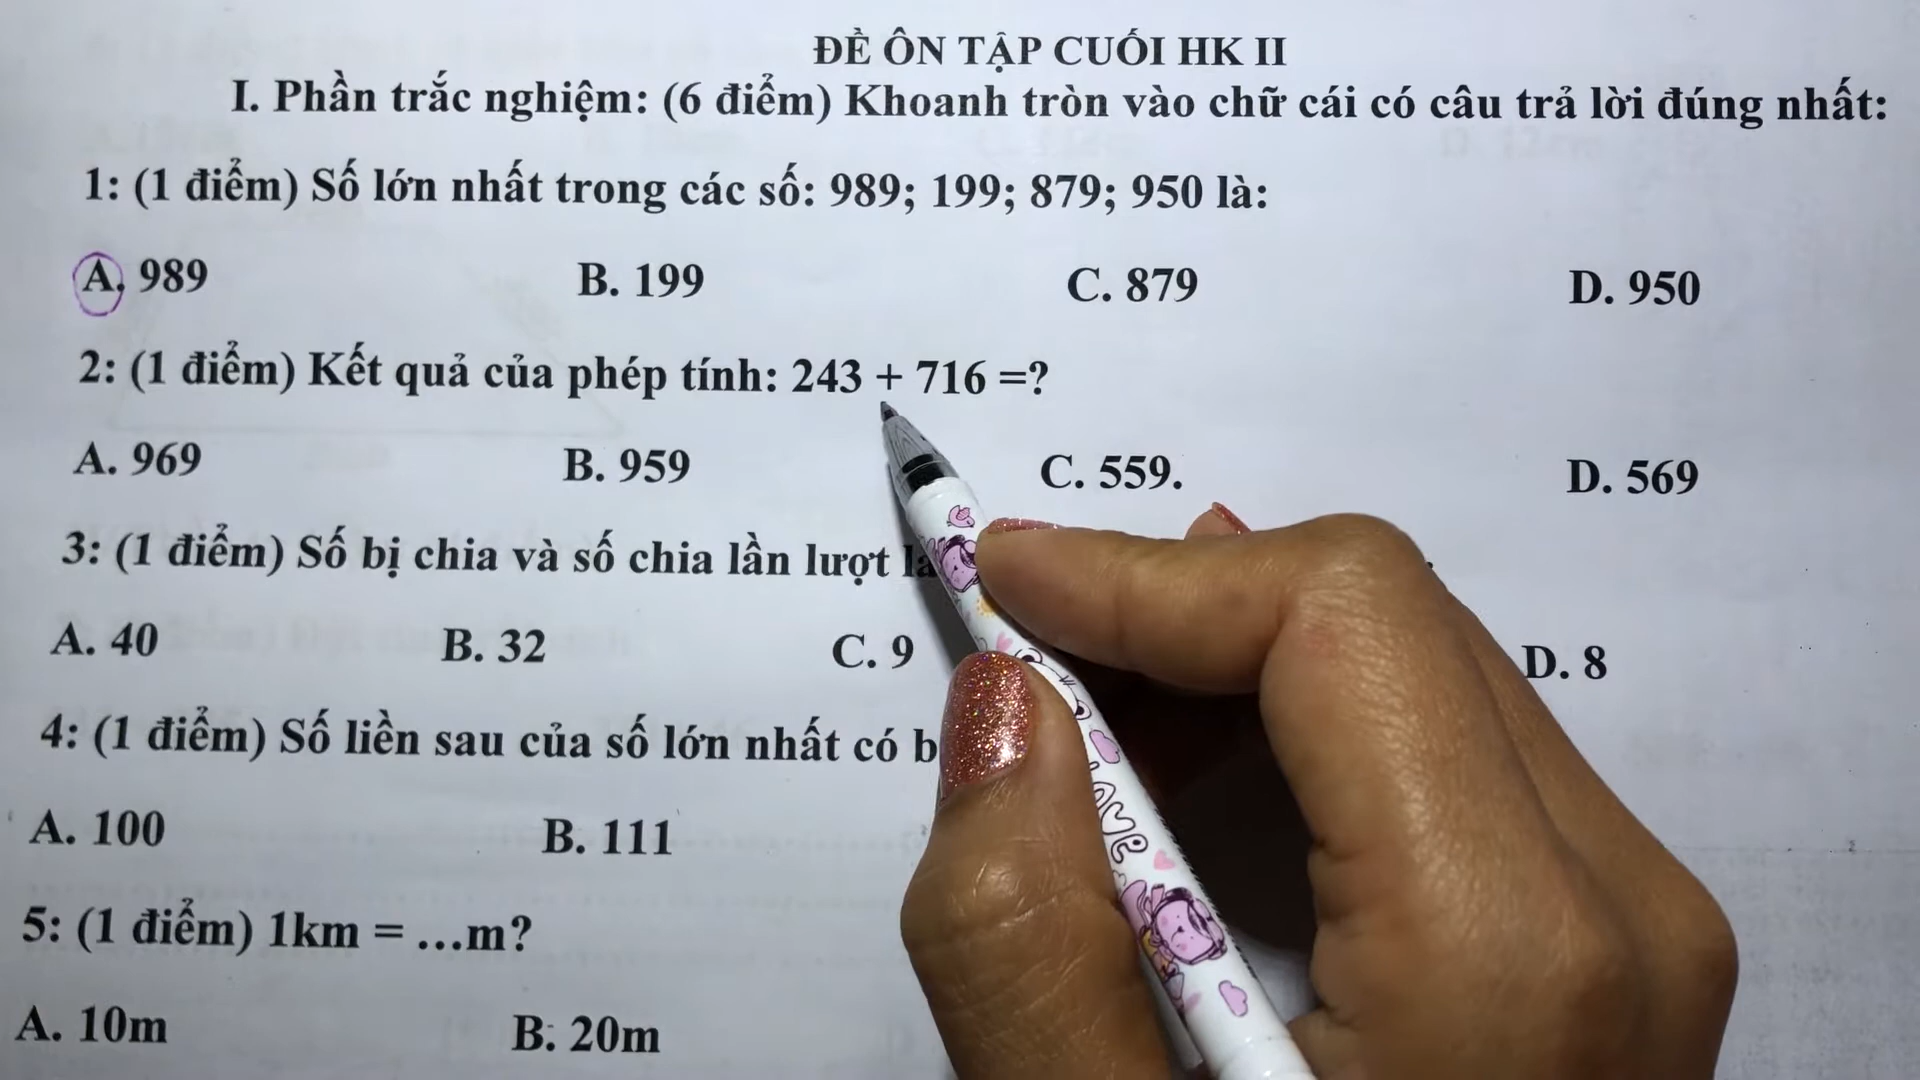 ĐỀ ÔN TẬP CUỐI HK II
I. Phần trắc nghiệm: (6 điểm) Khoanh tròn vào chữ cái có câu trả lời đúng nhất:
1: (1 điểm) Số lớn nhất trong các số: 989; 199; 879; 950 là:
A. 989 B. 199 C. 879 D. 950
2: (1 điểm) Kết quả của phép tính: 243 + 716 =?
A. 969 B. 959 C. 559. D. 569
3: (1 điểm) Số bị chia và số chia lần lượt
A. 40 B. 32 C. 9 D. 8
4: (1 điểm) Số liền sau của số lớn nhất có
A. 100 B. 111
5: (1 điểm) 1km = ...m?
A. 10m B. 20m
love